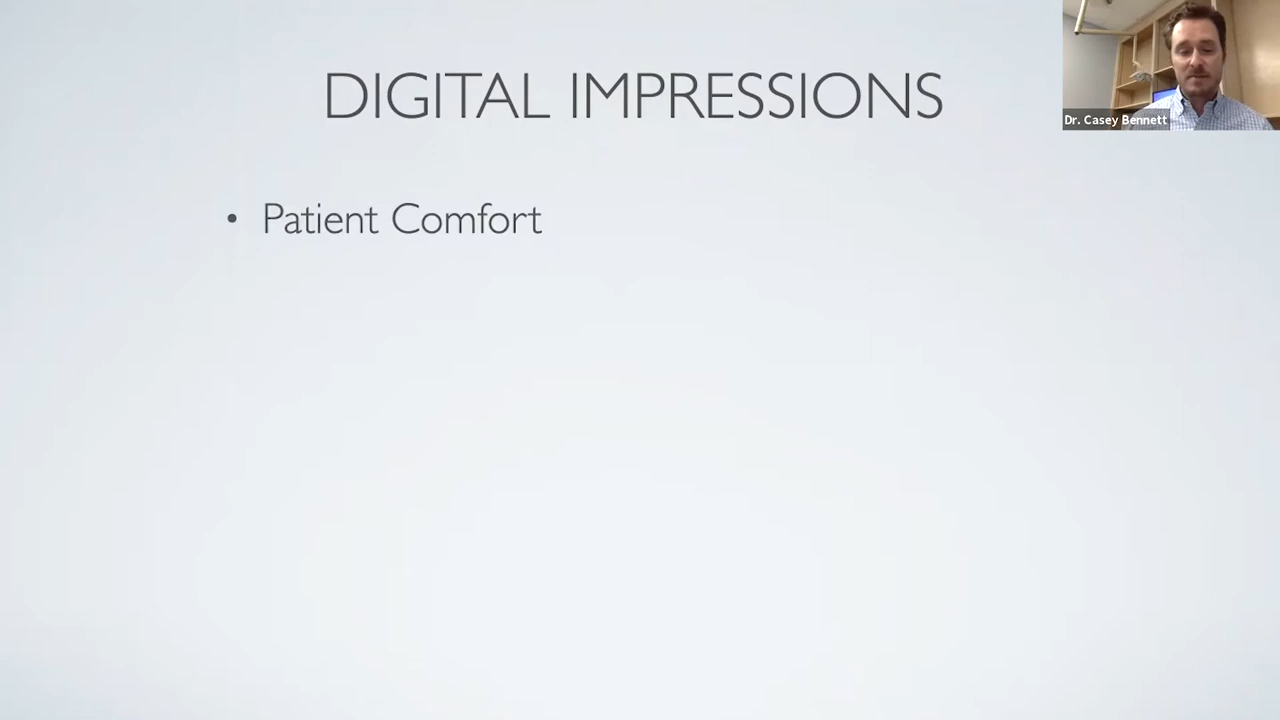 DIGITAL IMPRESSIONS
Dr. Casey Bennett
• Patient Comfort